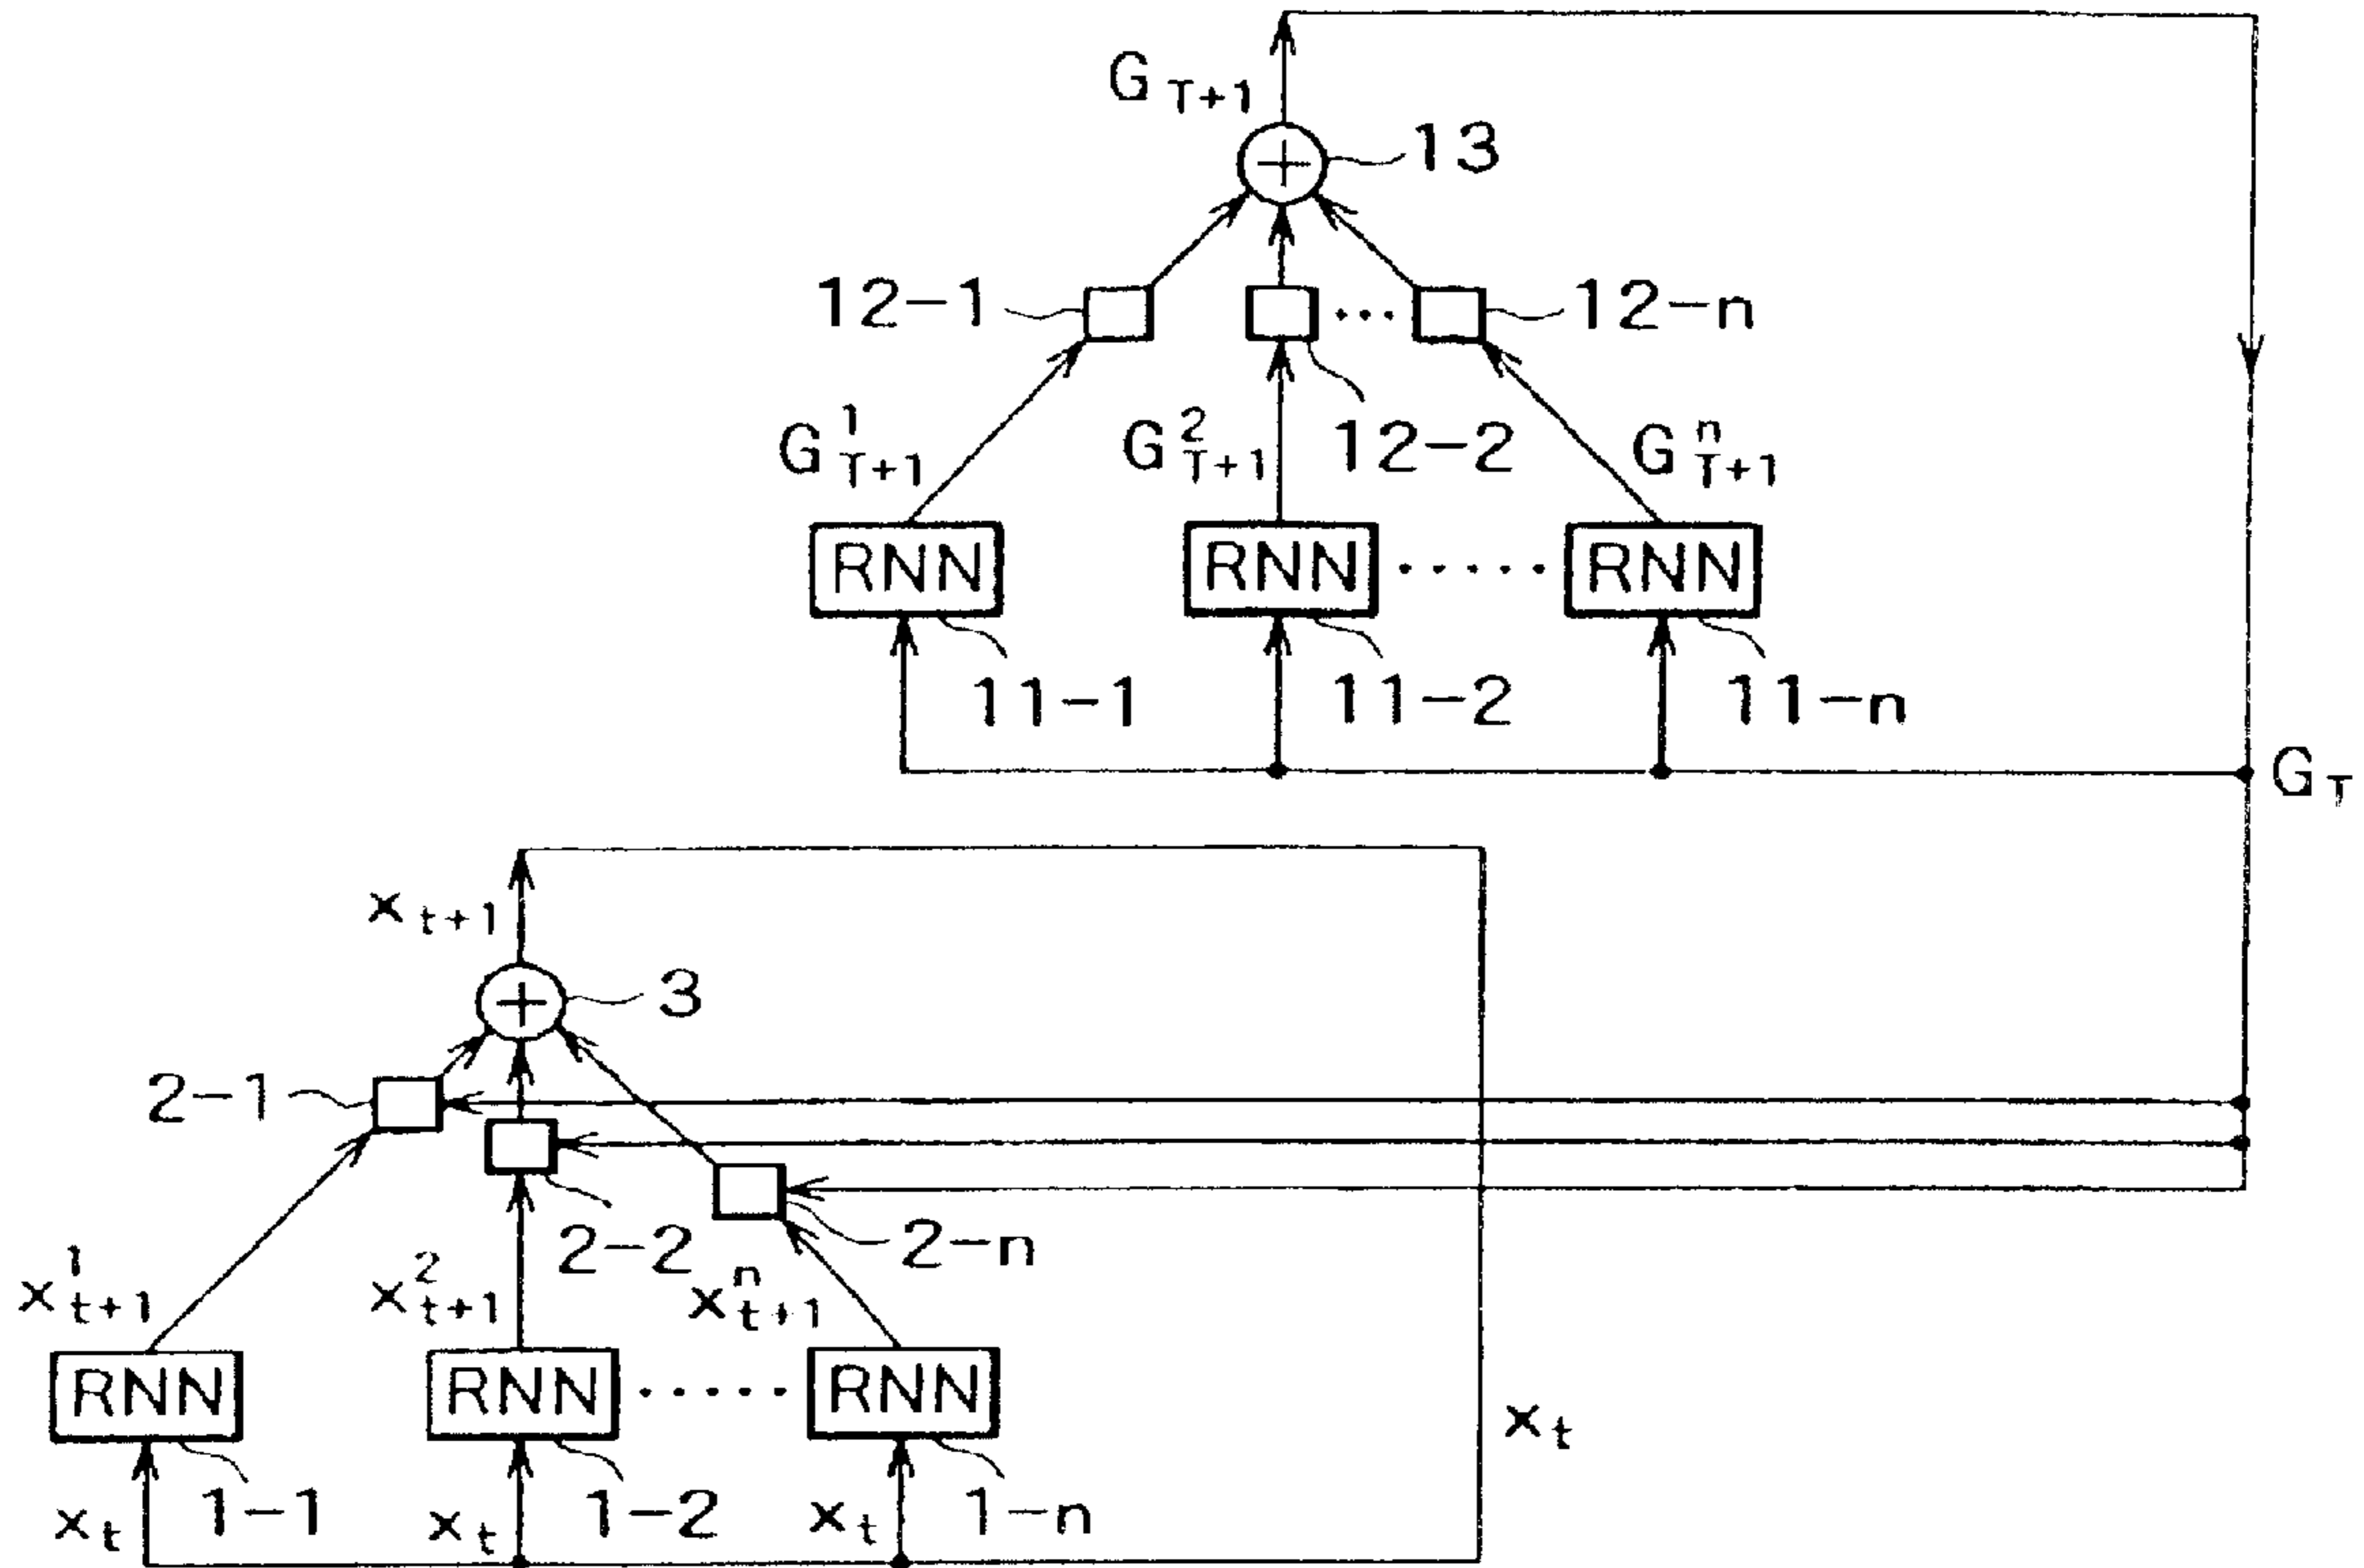 G T+1
13
12-1
12-n
G 1 T+1
G 2 T+1
12-2
G n T+1
RNN
RNN
RNN
11-1
11-2
11-n
G T
x t+1
3
2-1
2-2
2-n
x 1 t+1
x 2 t+1
x n t+1
RNN
RNN
RNN
x t
x t
1-1
x t
1-2
x t
1-n